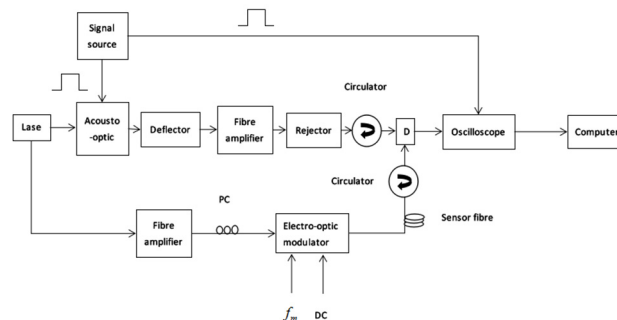 Signal
source
Circulator
Lase
Acousto
-optic
Deflector
Fibre
amplifier
Rejector
D
Oscilloscope
Computer
Circulator
PC
Sensor fibre
Fibre
amplifier
Electro-optic
modulator
fm
DC